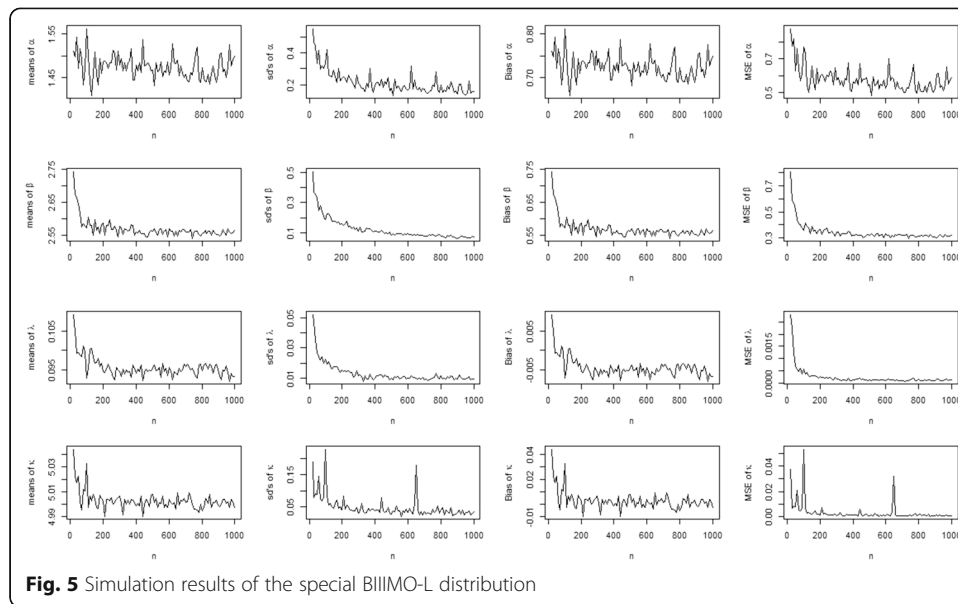 means of α
1.45 1.55
0 200 400 600 800 1000
n
sd's of α
0.2 0.4
0 200 400 600 800 1000
n
Bias of α
0.70 0.80
0 200 400 600 800 1000
n
MSE of α
0.5 0.7
0 200 400 600 800 1000
n
means of β
2.55 2.65 2.75
0 200 400 600 800 1000
n
sd's of β
0.1 0.3 0.5
0 200 400 600 800 1000
n
Bias of β
0.55 0.65 0.75
0 200 400 600 800 1000
n
MSE of β
0.3 0.5 0.7
0 200 400 600 800 1000
n
means of λ
0.095 0.105
0 200 400 600 800 1000
n
sd's of λ
0.01 0.03 0.05
0 200 400 600 800 1000
n
Bias of λ
-0.005 0.005
0 200 400 600 800 1000
n
MSE of λ
0.0000 0.0015
0 200 400 600 800 1000
n
means of κ
4.99 5.01 5.03
0 200 400 600 800 1000
n
sd's of κ
0.05 0.15
0 200 400 600 800 1000
n
Bias of κ
-0.01 0.02 0.04
0 200 400 600 800 1000
n
MSE of κ
0.00 0.02 0.04
0 200 400 600 800 1000
n
Fig. 5 Simulation results of the special BIIIMO-L distribution